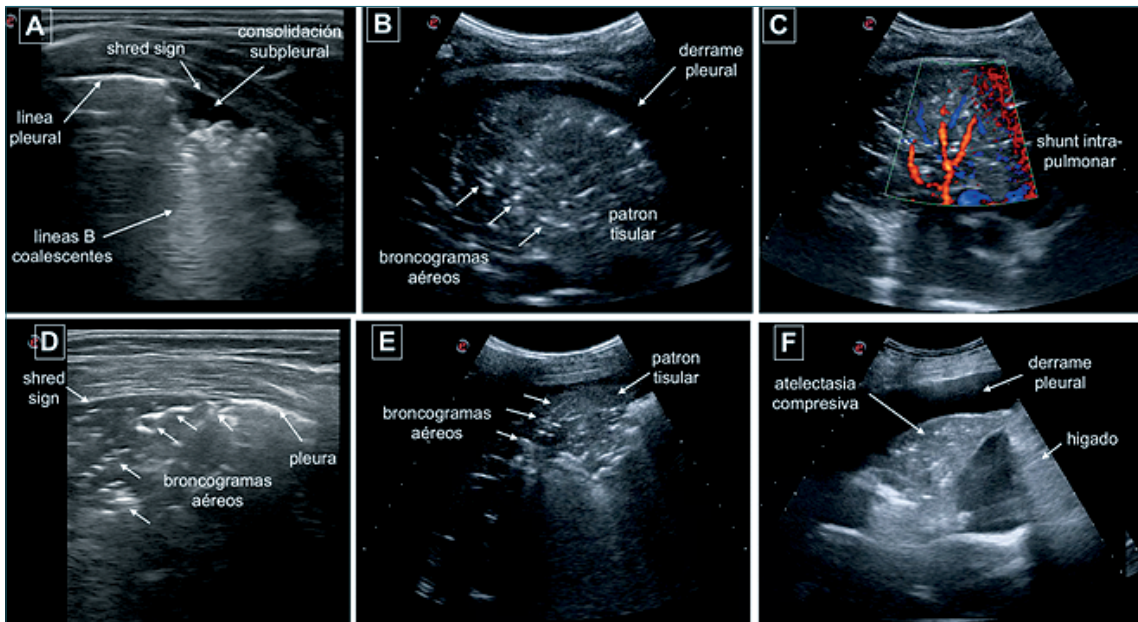 A
shred sign
consolidación
subpleural
linea
pleural
lineas B
coalescentes
B
derrame
pleural
patron
tisular
broncogramas
aéreos
C
shunt intra-
pulmonar
D
shred
sign
broncogramas
aéreos
pleura
E
patron
tisular
broncogramas
aéreos
F
derrame
pleural
atelectasia
compresiva
higado